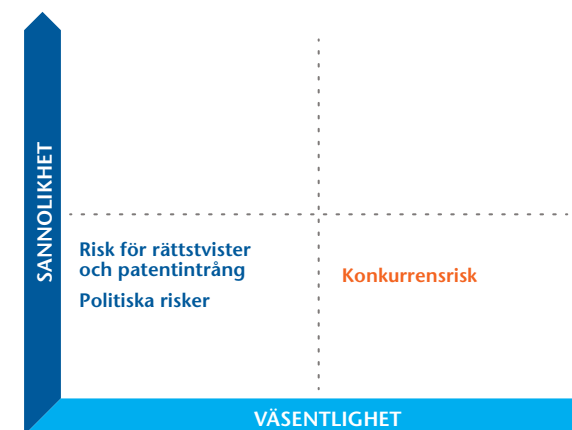 SANNOLIKHET
Risk för rättstvister
och patentintrång
Politiska risker
Konkurrensrisk
VÄSENTLIGHET